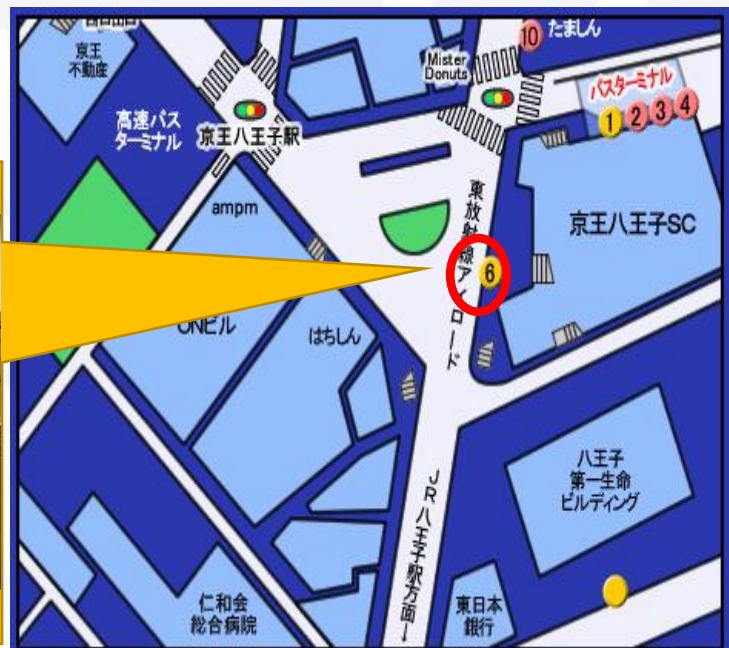 京王
不動産
10
たましん
Mister
Donuts
バスターミナル
1
2
3
4
高速バス
ターミナル
京王八王子駅
ampm
京王八王子SC
東放射線アイロード
6
ONビル
はちしん
八王子
第一生命
ビルディング
JR八王子駅方面→
仁和会
総合病院
東日本
銀行